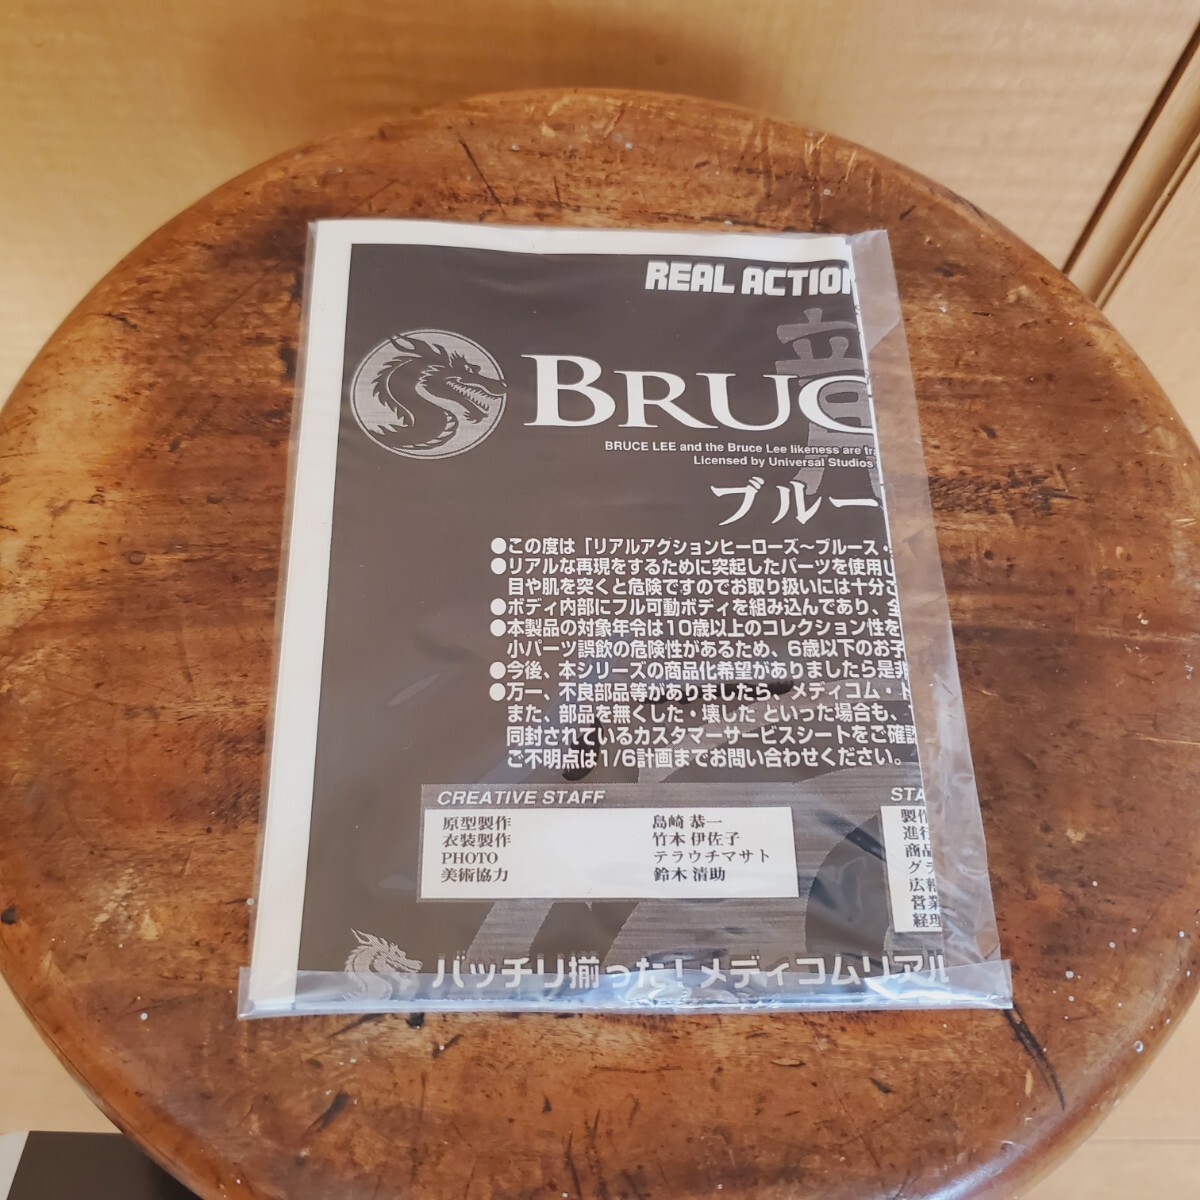 REAL ACTION
龍
BRUC
BRUCE LEE and the Bruce Lee likeness are tra
Licensed by Universal Studios
ブルー
●この度は「リアルアクションヒーローズ～ブルース・
●リアルな再現をするために突起したパーツを使用し
目や肌を突くと危険ですのでお取り扱いには十分ご
●ボディ内部にフル可動ボディを組み込んであり、全
●本製品の対象年令は10歳以上のコレクション性を
小パーツ誤飲の危険性があるため、6歳以下のお子
●今後、本シリーズの商品化希望がありましたら是非
●万一、不良部品等がありましたら、メディコム・ト
また、部品を無くした・壊した といった場合も、
同封されているカスタマーサービスシートをご確認
ご不明点は1/6計画までお問い合わせください。
CREATIVE STAFF
原型製作 島崎 恭一
衣装製作 竹本 伊佐子
PHOTO テラウチマサト
美術協力 鈴木 清助
STA
製作
進行
商品
グラ
広報
営業
経理
バッチリ揃った！メディコムリアル